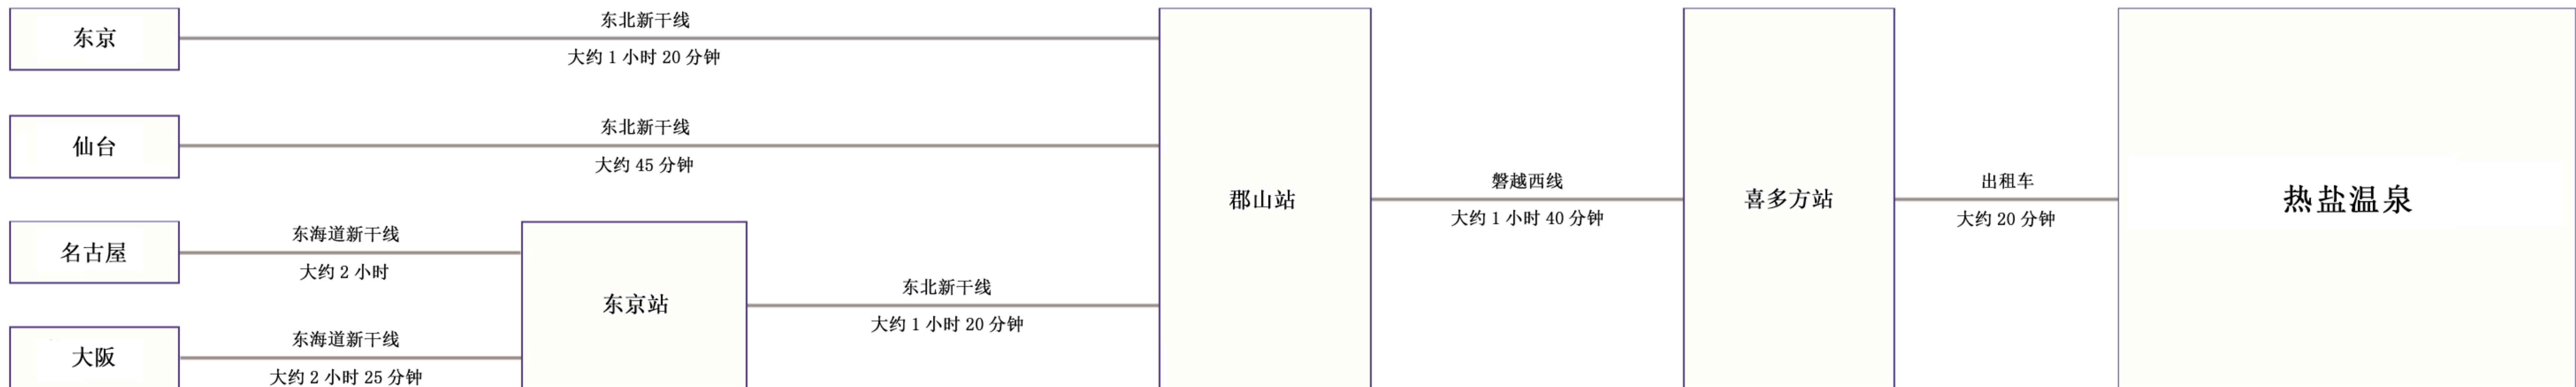 东京
东北新干线
大约 1 小时 20 分钟
仙台
东北新干线
大约 45 分钟
名古屋
东海道新干线
大约 2 小时
大阪
东海道新干线
大约 2 小时 25 分钟
东京站
东北新干线
大约 1 小时 20 分钟
郡山站
磐越西线
大约 1 小时 40 分钟
喜多方站
出租车
大约 20 分钟
热盐温泉